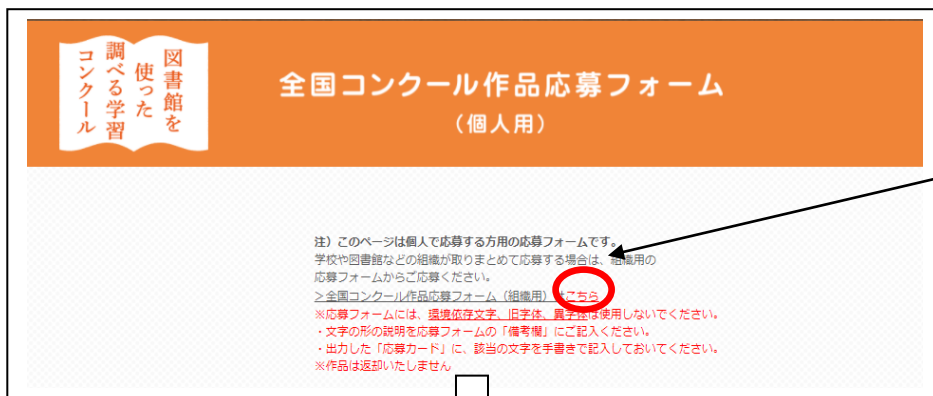 図書館を
使った
調べる学習
コンクール
全国コンクール作品応募フォーム
（個人用）
注）このページは個人で応募する方用の応募フォームです。
学校や図書館などの組織が取りまとめて応募する場合は、組織用の
応募フォームからご応募ください。
＞全国コンクール作品応募フォーム（組織用）はこちら
※応募フォームには、環境依存文字、旧字体、異字体は使用しないでください。
・文字の形の説明を応募フォームの「備考欄」にご記入ください。
・出力した「応募カード」に、該当の文字を手書きで記入しておいてください。
※作品は返却いたしません